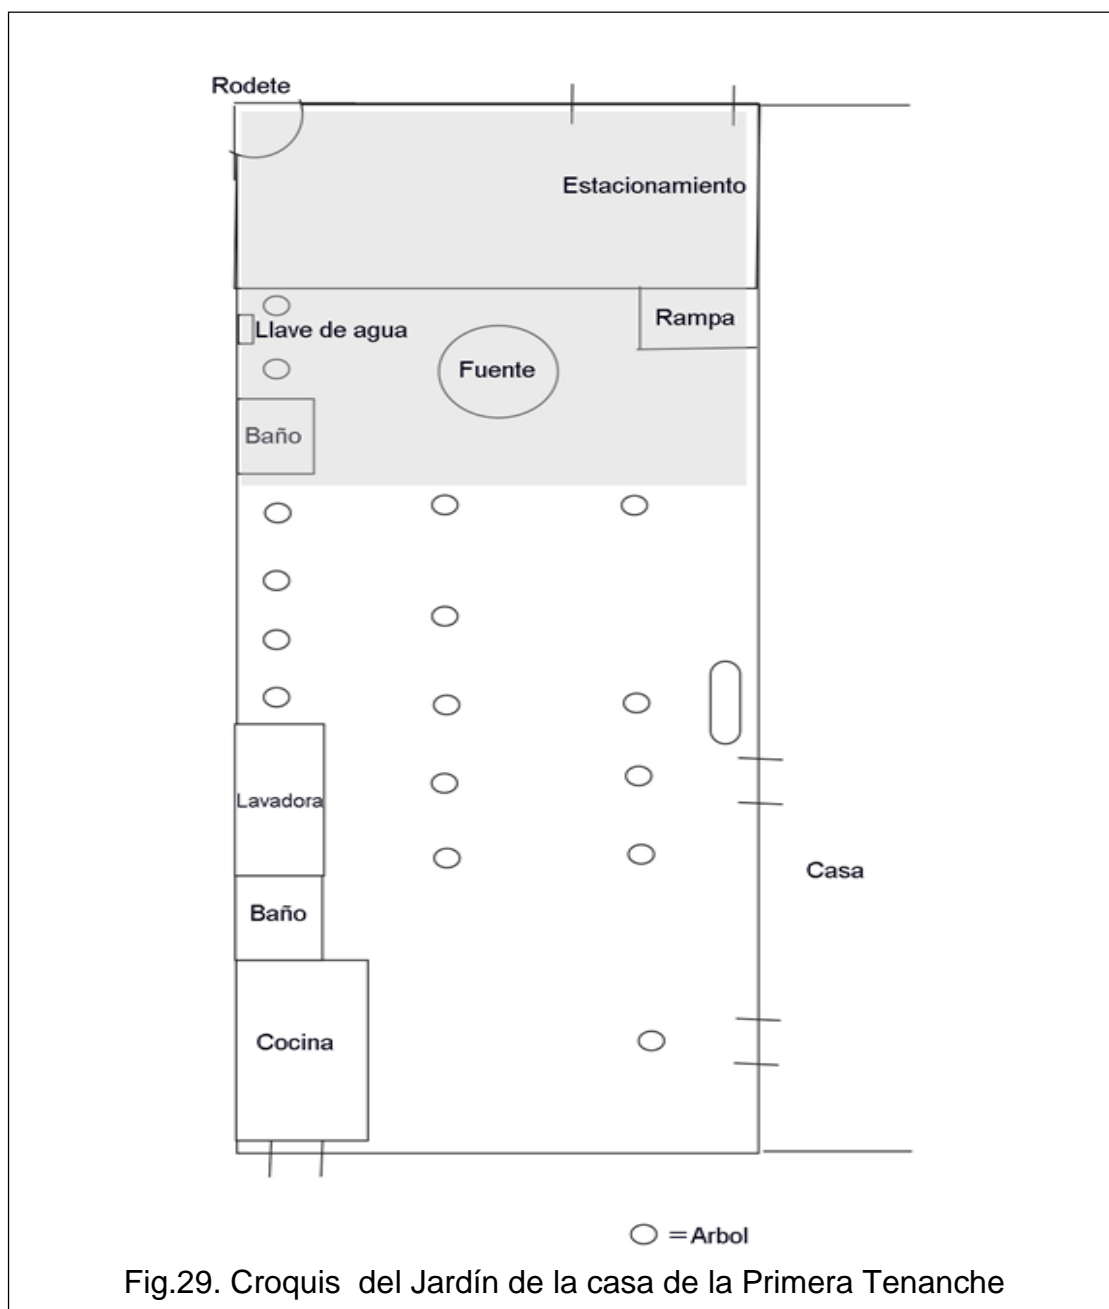 Rodete
Estacionamiento
Rampa
Llave de agua
Fuente
Baño
Lavadora
Casa
Baño
Cocina
=Arbol
Fig.29. Croquis del Jardín de la casa de la Primera Tenanche